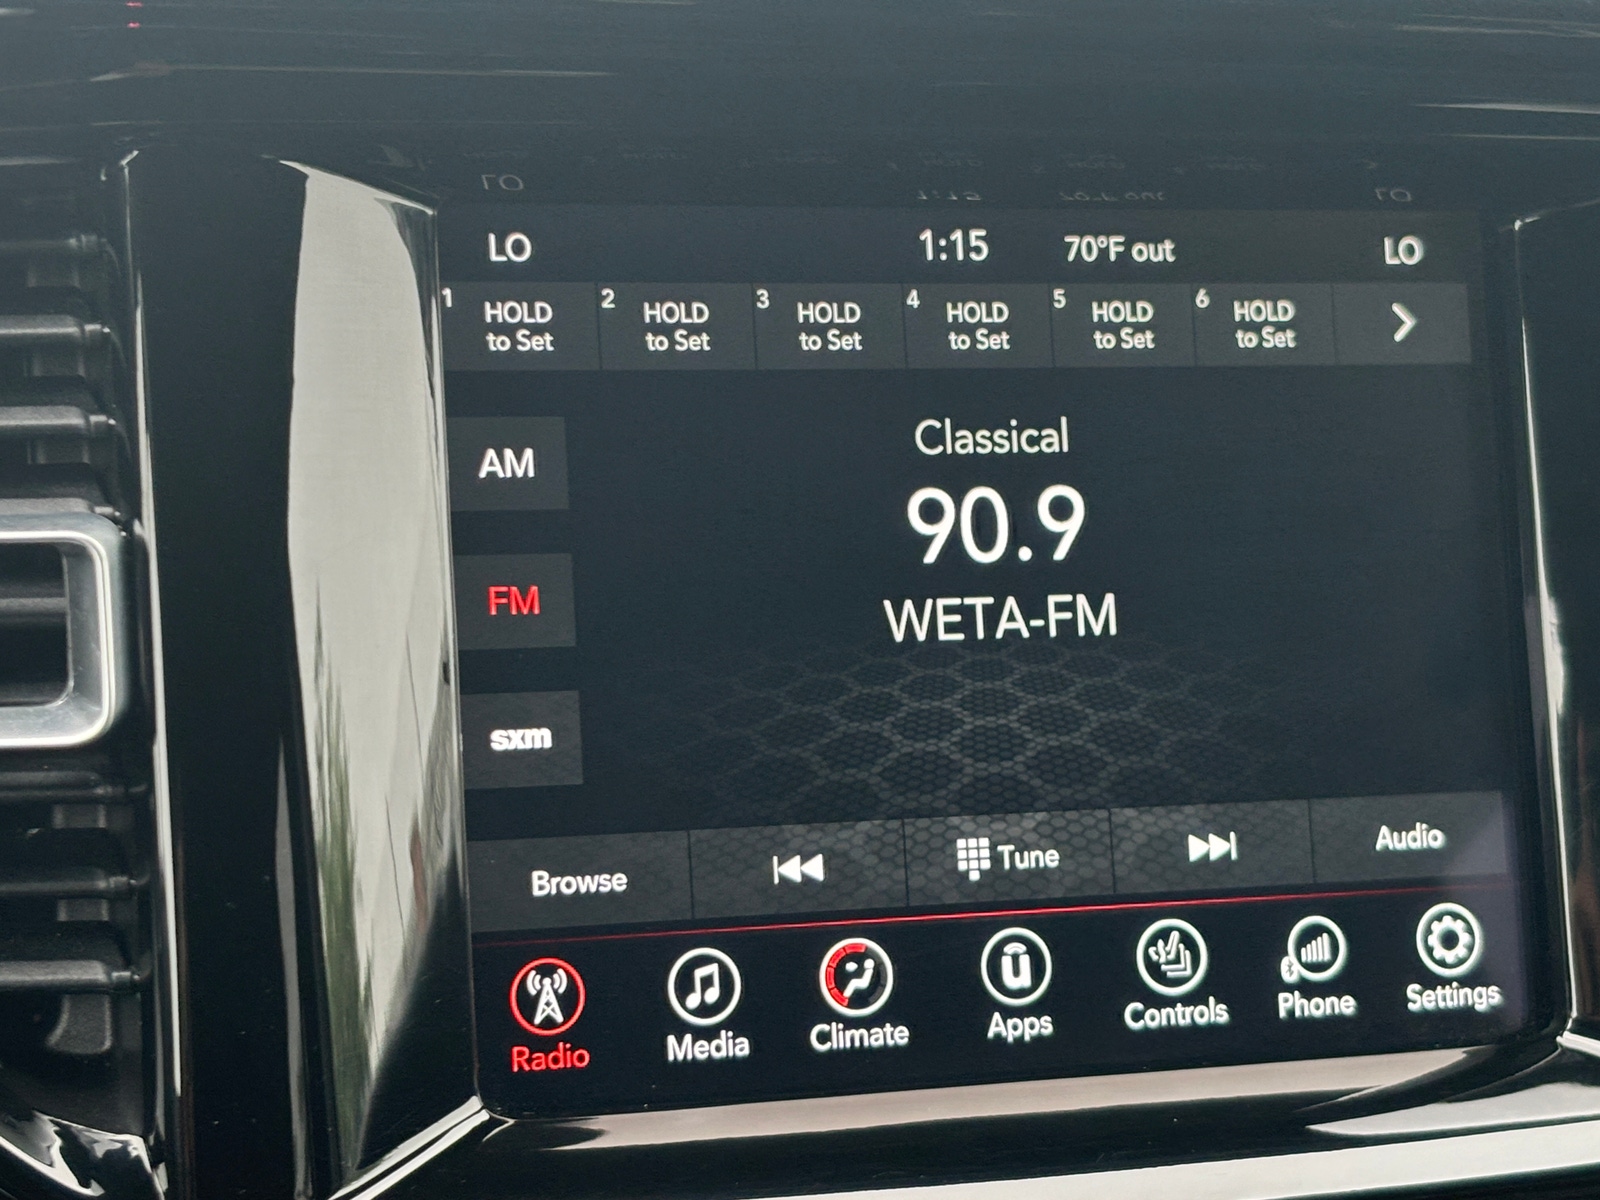 LO 1:15 70°F out LO
1 HOLD to Set
2 HOLD to Set
3 HOLD to Set
4 HOLD to Set
5 HOLD to Set
6 HOLD to Set
Classical
AM
90.9
FM
WETA-FM
sxm
Browse Tune Audio
Radio Media Climate Apps Controls Phone Settings